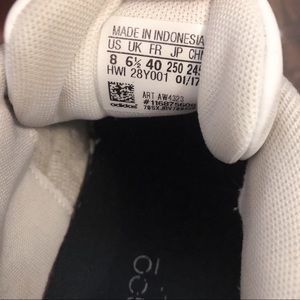 MADE IN INDONESIA
US UK FR JP CHN
8 6½ 40 250 245
HWI 28Y001 01/17
ART AW4323
adidas